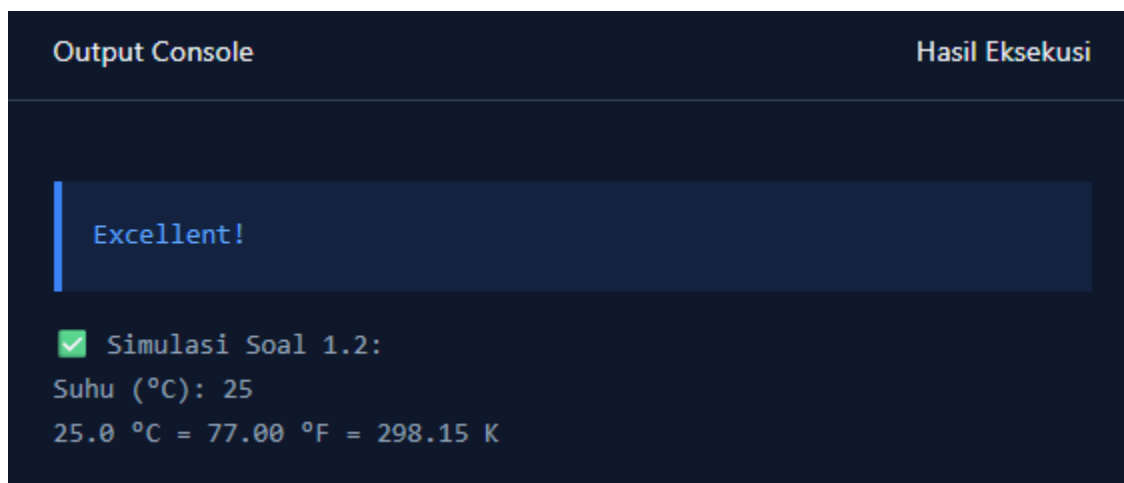 Output Console
Hasil Eksekusi
Excellent!
✅ Simulasi Soal 1.2:
Suhu (°C): 25
25.0 °C = 77.00 °F = 298.15 K